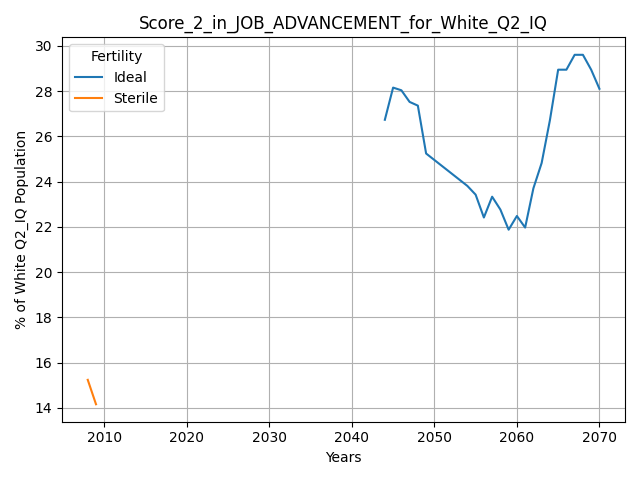 Score_2_in_JOB_ADVANCEMENT_for_White_Q2_IQ
Fertility
Ideal
Sterile
% of White Q2_IQ Population
30
28
26
24
22
20
18
16
14
2010 2020 2030 2040 2050 2060 2070
Years